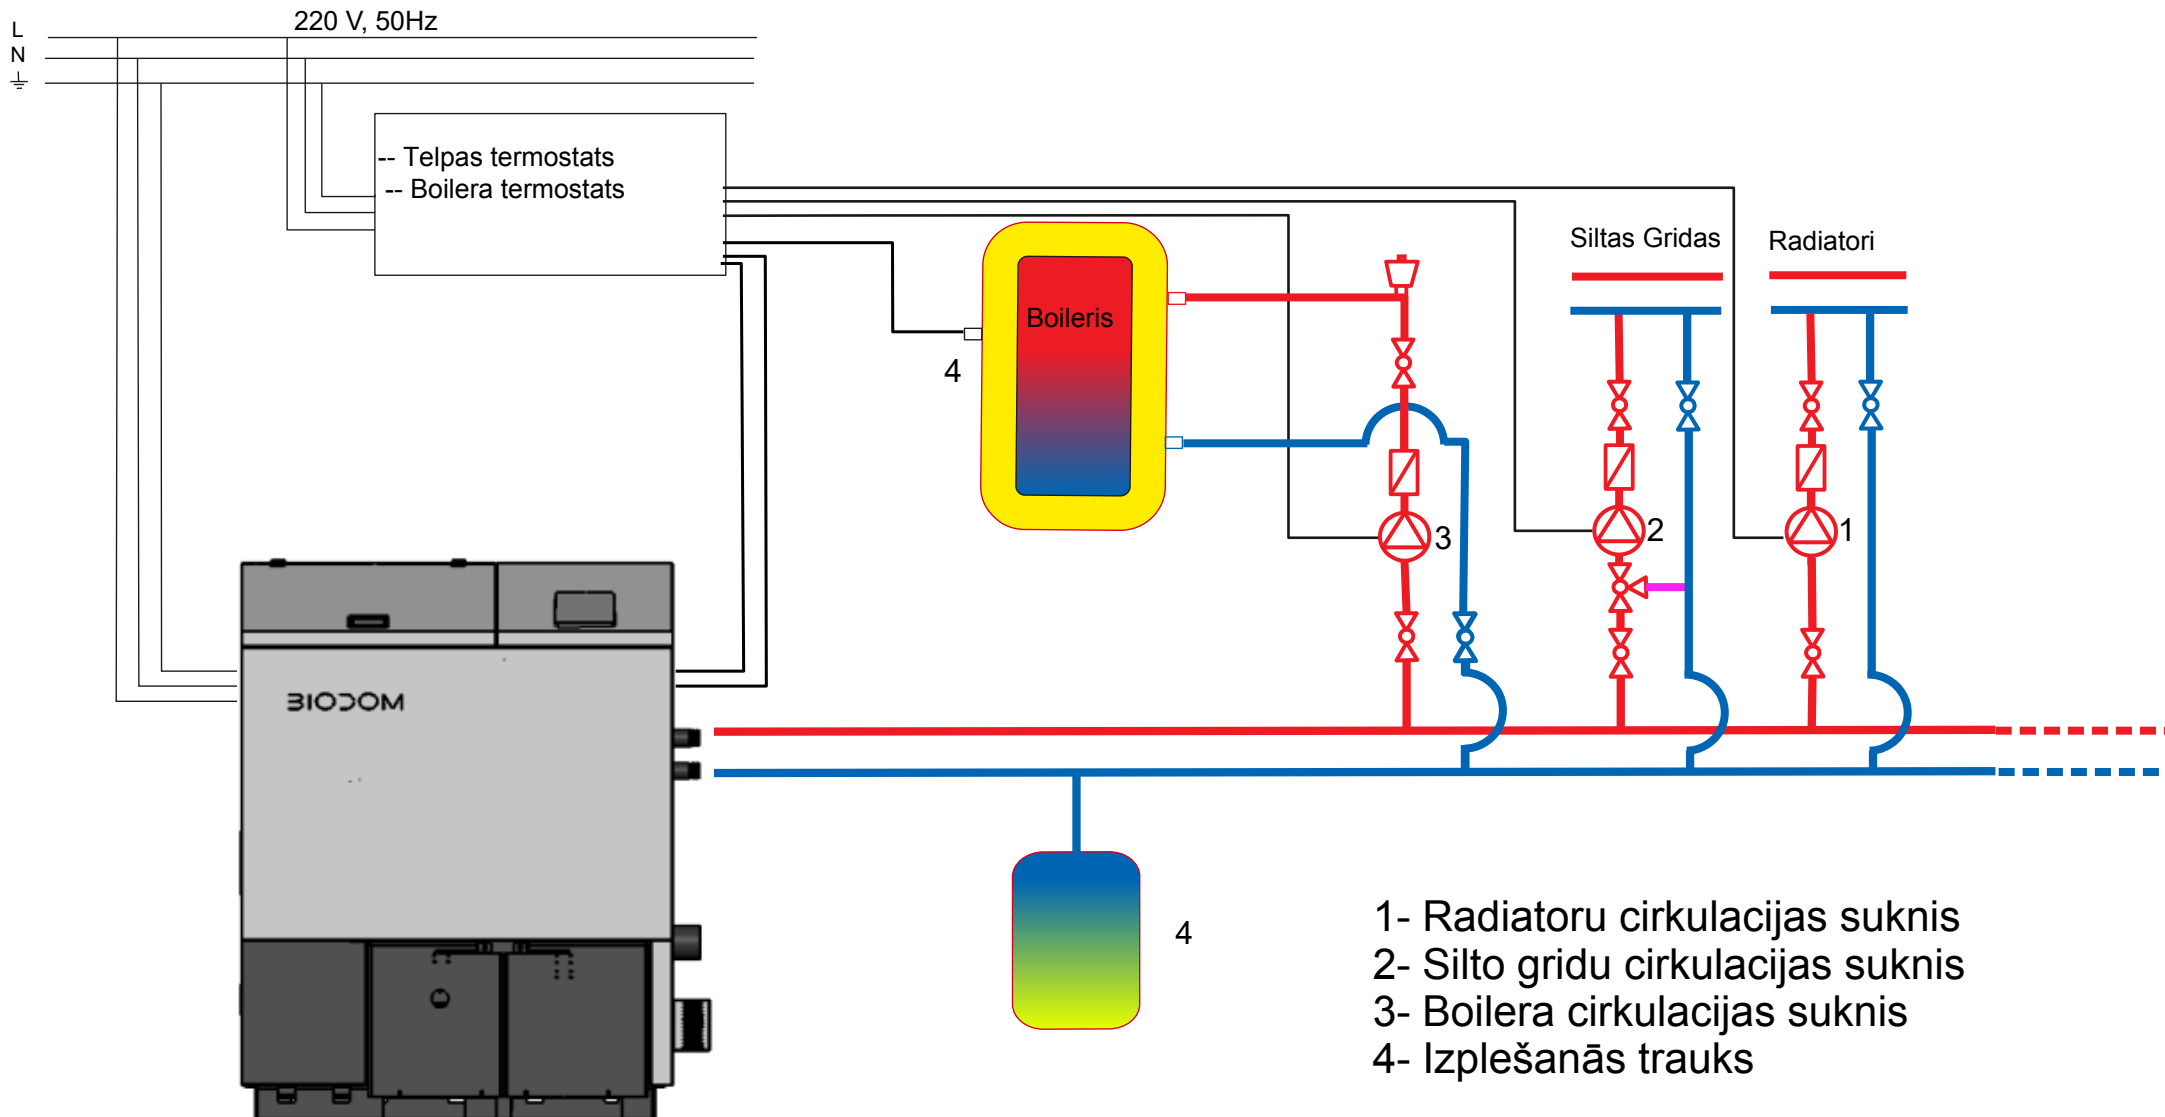 220 V, 50Hz
L
N
-- Telpas termostats
-- Boilera termostats
Siltas Gridas
Radiatori
Boileris
4
3
2
1
BIODOM
4
1- Radiatoru cirkulacijas suknis
2- Silto gridu cirkulacijas suknis
3- Boilera cirkulacijas suknis
4- Izplešanās trauks